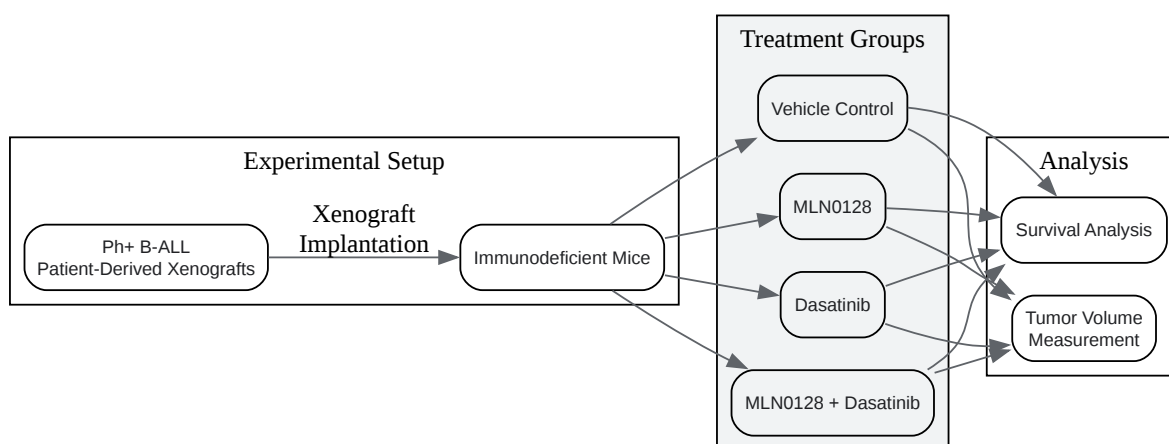 Experimental Setup
Ph+ B-ALL
Patient-Derived Xenografts
Xenograft
Implantation
Immunodeficient Mice
Treatment Groups
Vehicle Control
MLN0128
Dasatinib
MLN0128 + Dasatinib
Analysis
Survival Analysis
Tumor Volume
Measurement